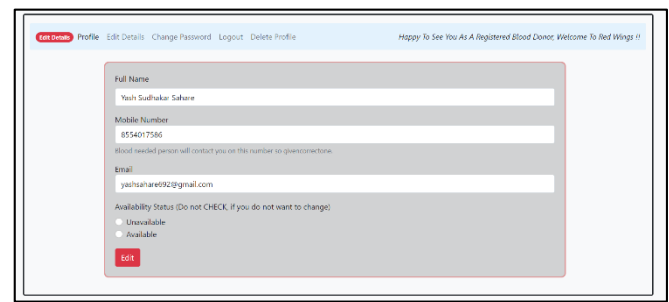 Edit Details Profile Edit Details Change Password Logout Delete Profile Happy To See You As A Registered Blood Donor, Welcome To Red Wings !!
Full Name
Yash Sudhakar Sahare
Mobile Number
8554017586
Blood needed person will contact you on this number so givenconectone.
Email
yashsahare692@gmail.com
Availability Status (Do not CHECK, if you do not want to change)
Unavailable
Available
Edit